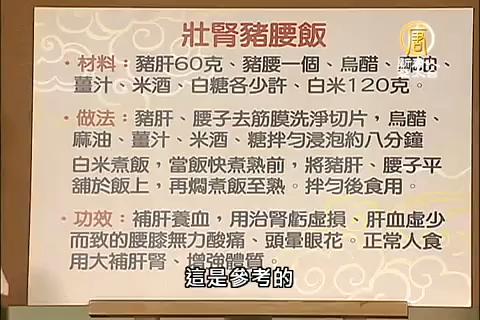 壯腎豬腰飯
唐
・材料：豬肝60克、豬腰一個、烏醋、麻油、
薑汁、米酒、白糖各少許、白米120克。
・做法：豬肝、腰子去筋膜洗淨切片，烏醋、
麻油、薑汁、米酒、糖拌勻浸泡約八分鐘
白米煮飯，當飯快煮熟前，將豬肝、腰子平
舖於飯上，再燜煮飯至熟。拌勻後食用。
・功效：補肝養血，用治腎虧虛損、肝血虛少
而致的腰膝無力酸痛、頭暈眼花。正常人食
用大補肝腎、增強體質。
這是參考的